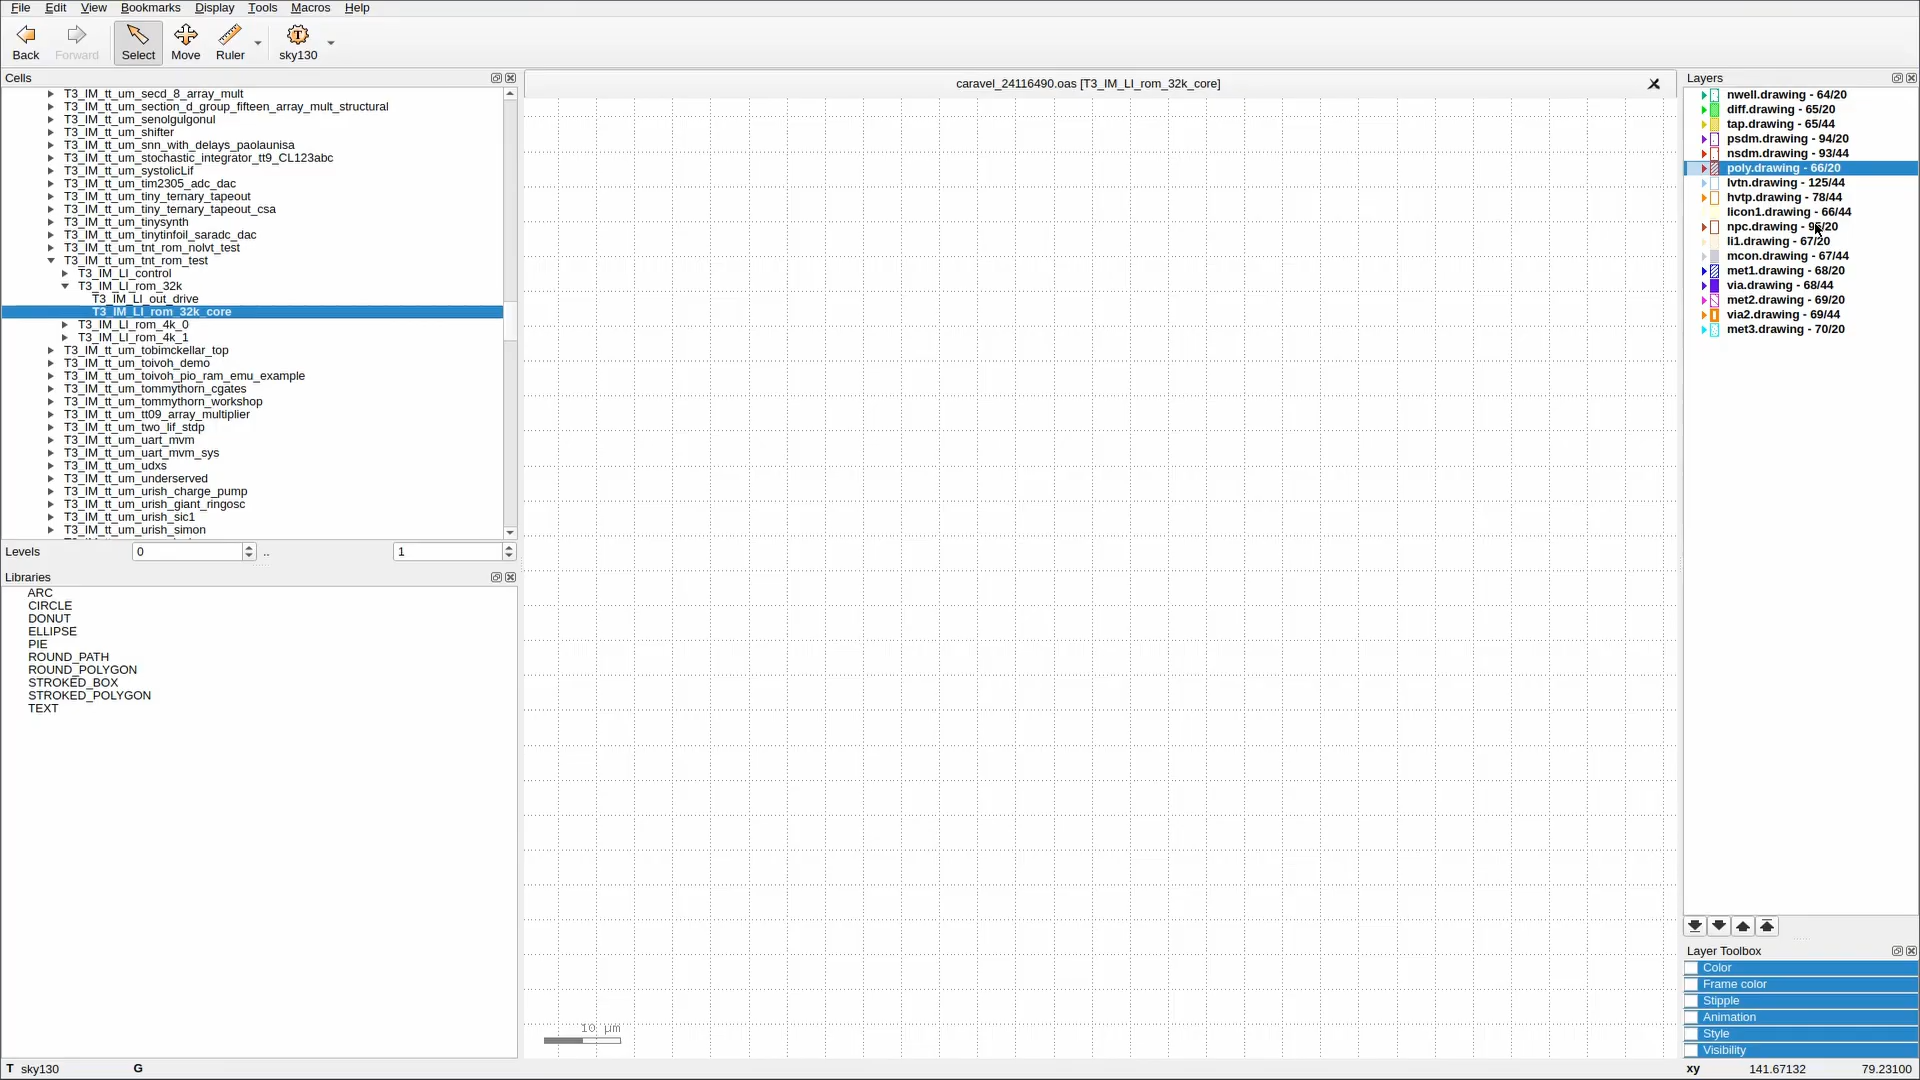 File Edit View Bookmarks Display Tools Macros Help
Back Forward Select Move Ruler sky130
Cells
T3_IM_tt_um_secd_8_array_mult
T3_IM_tt_um_section_d_group_fifteen_array_mult_structural
T3_IM_tt_um_senolgulgonul
T3_IM_tt_um_shifter
T3_IM_tt_um_snn_with_delays_paolaunisa
T3_IM_tt_um_stochastic_integrator_tt9_CL123abc
T3_IM_tt_um_systolicLif
T3_IM_tt_um_tim2305_adc_dac
T3_IM_tt_um_tiny_ternary_tapeout
T3_IM_tt_um_tiny_ternary_tapeout_csa
T3_IM_tt_um_tinysynth
T3_IM_tt_um_tinytinfoil_saradc_dac
T3_IM_tt_um_tnt_rom_nolvt_test
T3_IM_tt_um_tnt_rom_test
T3_IM_LI_control
T3_IM_LI_rom_32k
T3_IM_LI_out_drive
T3_IM_LI_rom_32k_core
T3_IM_LI_rom_4k_0
T3_IM_LI_rom_4k_1
T3_IM_tt_um_tobimckellar_top
T3_IM_tt_um_toivoh_demo
T3_IM_tt_um_toivoh_pio_ram_emu_example
T3_IM_tt_um_tommythorn_cgates
T3_IM_tt_um_tommythorn_workshop
T3_IM_tt_um_tt09_array_multiplier
T3_IM_tt_um_two_lif_stdp
T3_IM_tt_um_uart_mvm
T3_IM_tt_um_uart_mvm_sys
T3_IM_tt_um_udxs
T3_IM_tt_um_underserved
T3_IM_tt_um_urish_charge_pump
T3_IM_tt_um_urish_giant_ringosc
T3_IM_tt_um_urish_sic1
T3_IM_tt_um_urish_simon
Levels 0 .. 1
Libraries
ARC
CIRCLE
DONUT
ELLIPSE
PIE
ROUND_PATH
ROUND_POLYGON
STROKED_BOX
STROKED_POLYGON
TEXT
caravel_24116490.oas [T3_IM_LI_rom_32k_core]
10 µm
Layers
nwell.drawing - 64/20
diff.drawing - 65/20
tap.drawing - 65/44
psdm.drawing - 94/20
nsdm.drawing - 93/44
poly.drawing - 66/20
lvtn.drawing - 125/44
hvtp.drawing - 78/44
licon1.drawing - 66/44
npc.drawing -
li1.drawing - 67/20
mcon.drawing - 67/44
met1.drawing - 68/20
via.drawing - 68/44
met2.drawing - 69/20
via2.drawing - 69/44
met3.drawing - 70/20
Layer Toolbox
Color
Frame color
Stipple
Animation
Style
Visibility
T sky130 G xy 141.67132 79.23100